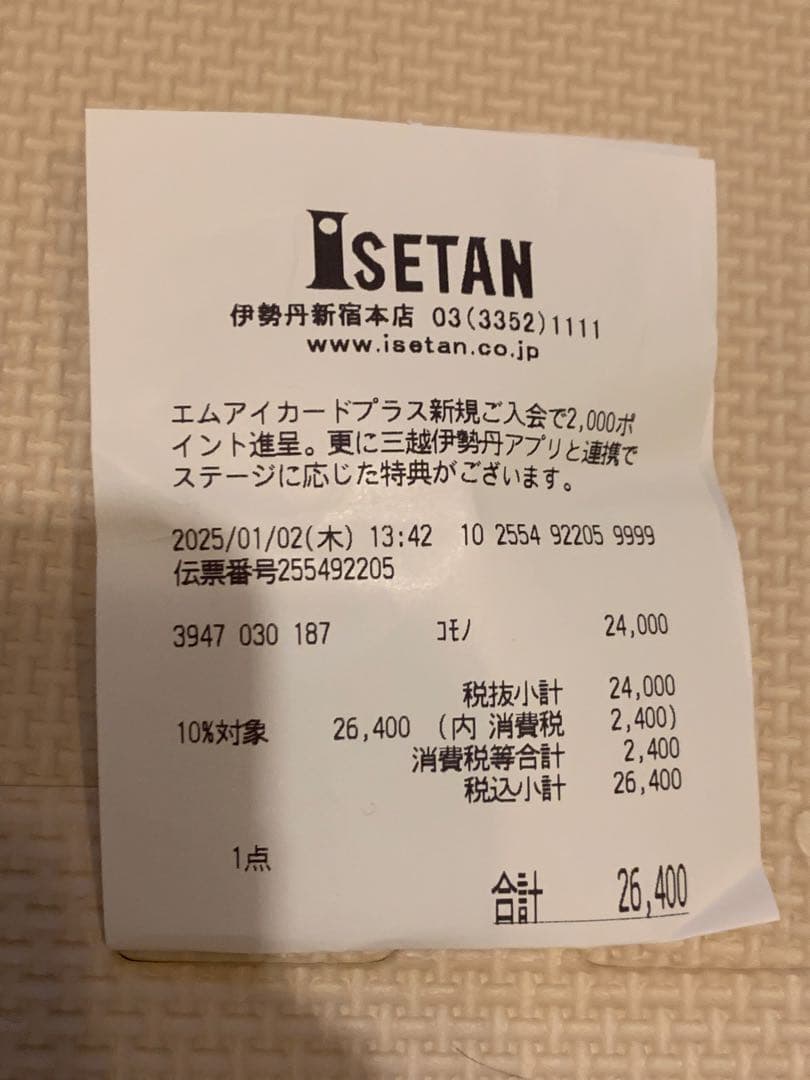 ISETAN
伊勢丹新宿本店 03(3352)1111
www.isetan.co.jp
エムアイカードプラス新規ご入会で2,000ポ
イント進呈。更に三越伊勢丹アプリと連携で
ステージに応じた特典がございます。
2025/01/02(木) 13:42 10 2554 92205 9999
伝票番号255492205
3947 030 187 コモノ 24,000
税抜小計 24,000
10%対象 26,400 (内 消費税 2,400)
消費税等合計 2,400
税込小計 26,400
1点
合計 26,400